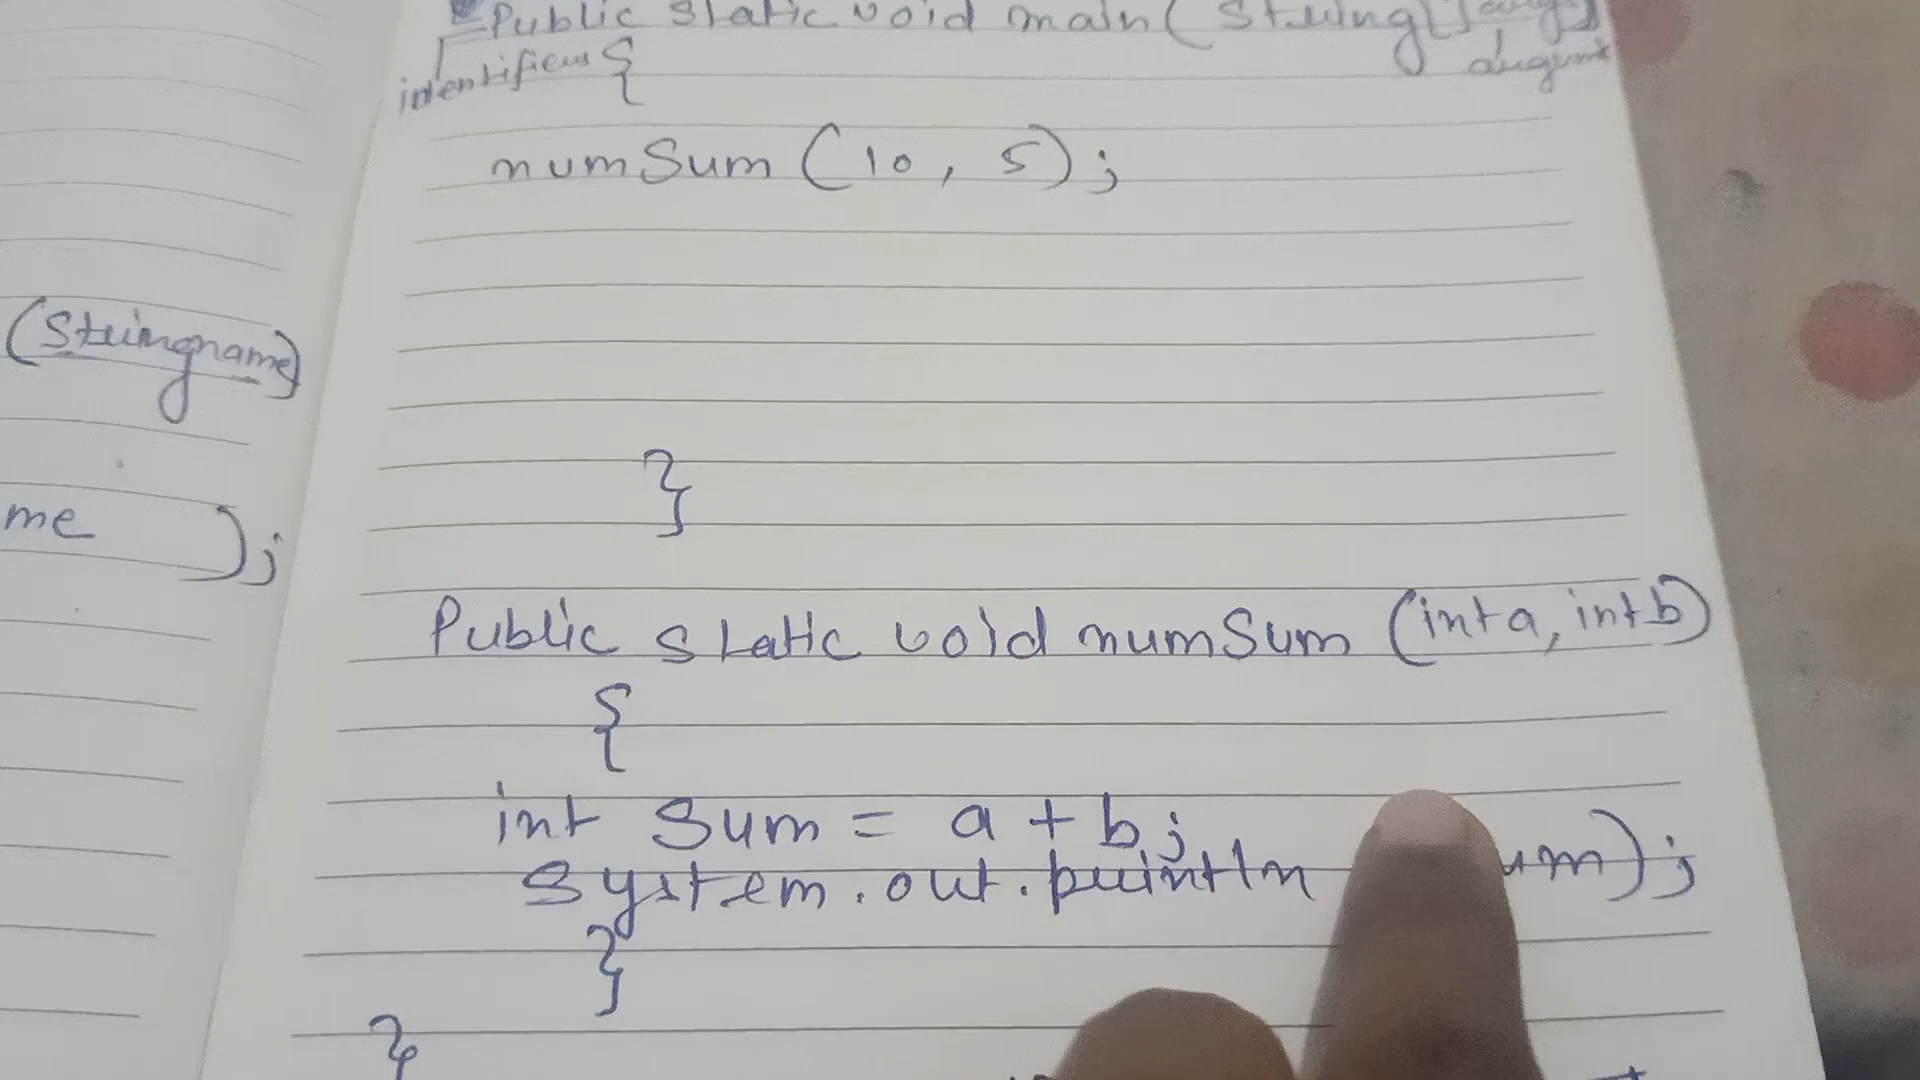 Public static void main(String[]args)
identifiers {
numSum (10, 5);
(Stringname)
}
me );
Public static void numSum (int a, int b)
{
int Sum = a + b;
System.out.println um);
}
}